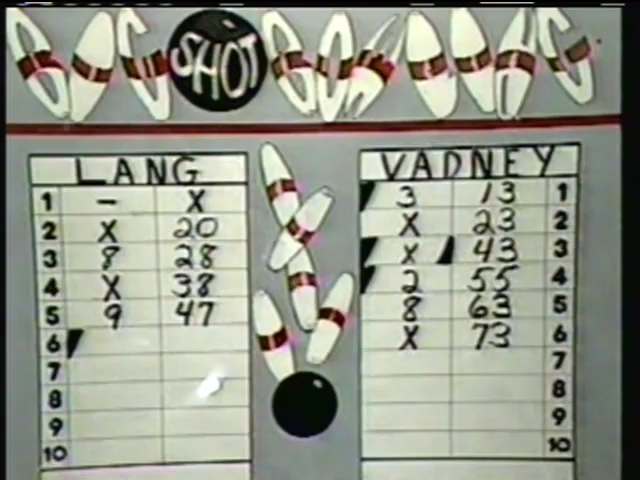 BIG SHOT BOWLING
LANG
1 - X
2 X 20
3 8 28
4 X 38
5 9 47
6
7
8
9
10
VADNEY
3 13 1
X 23 2
X 43 3
2 55 4
8 63 5
X 73 6
7
8
9
10